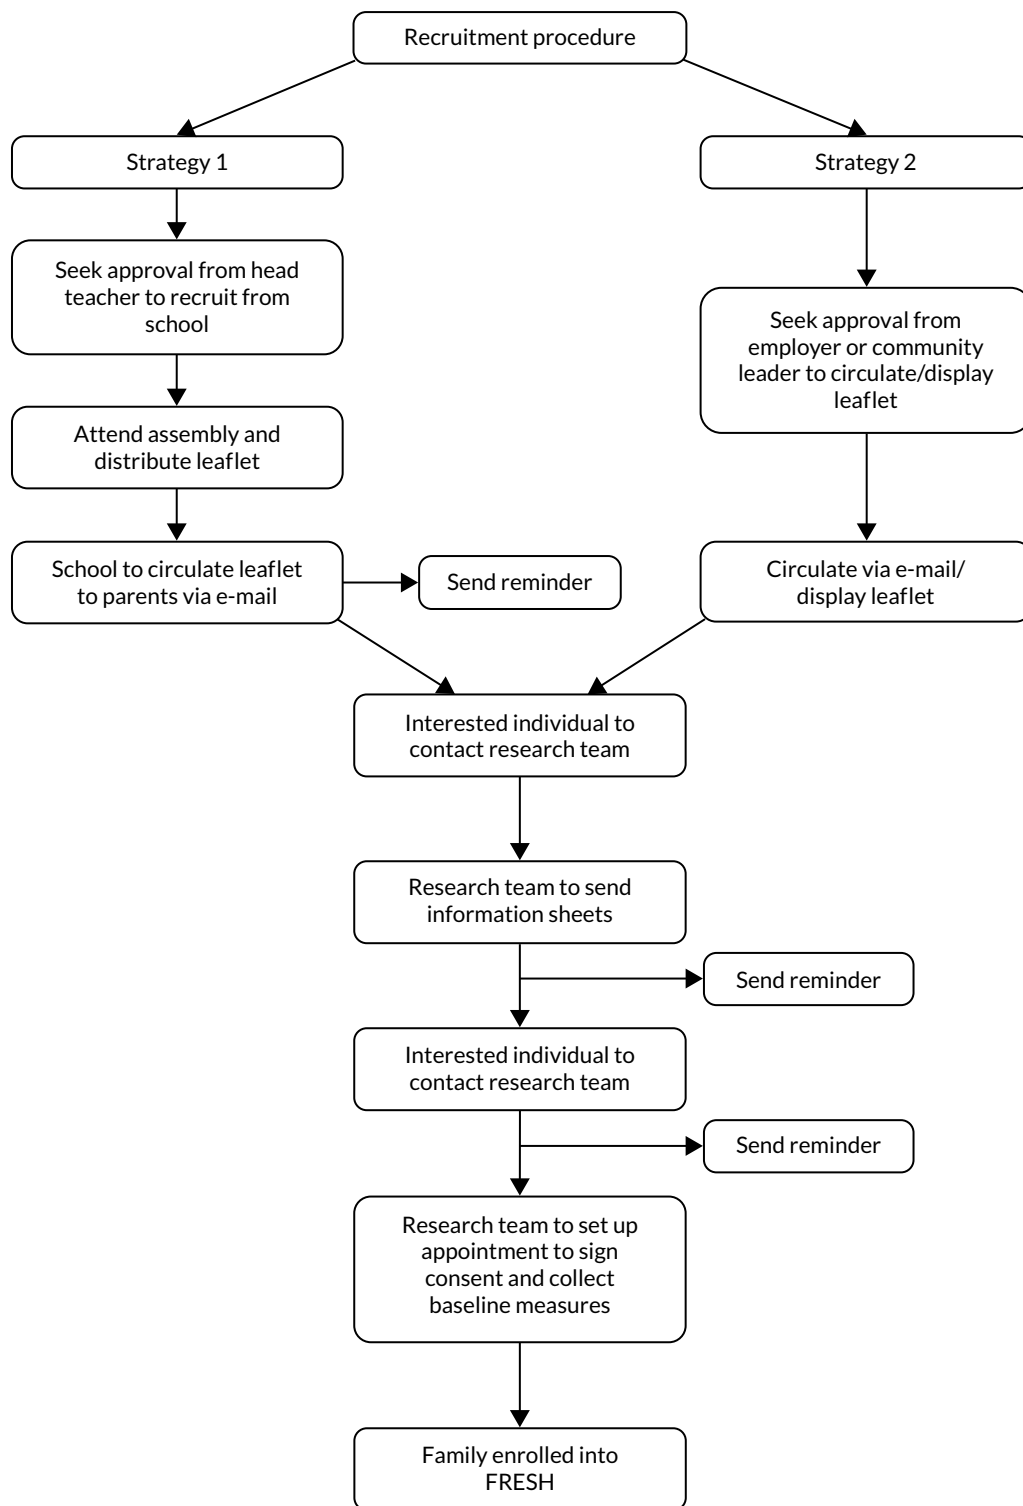 Recruitment procedure
Strategy 1
Strategy 2
Seek approval from head
teacher to recruit from
school
Seek approval from
employer or community
leader to circulate/display
leaflet
Attend assembly and
distribute leaflet
School to circulate leaflet
to parents via e-mail
Send reminder
Circulate via e-mail/
display leaflet
Interested individual to
contact research team
Research team to send
information sheets
Send reminder
Interested individual to
contact research team
Send reminder
Research team to set up
appointment to sign
consent and collect
baseline measures
Family enrolled into
FRESH